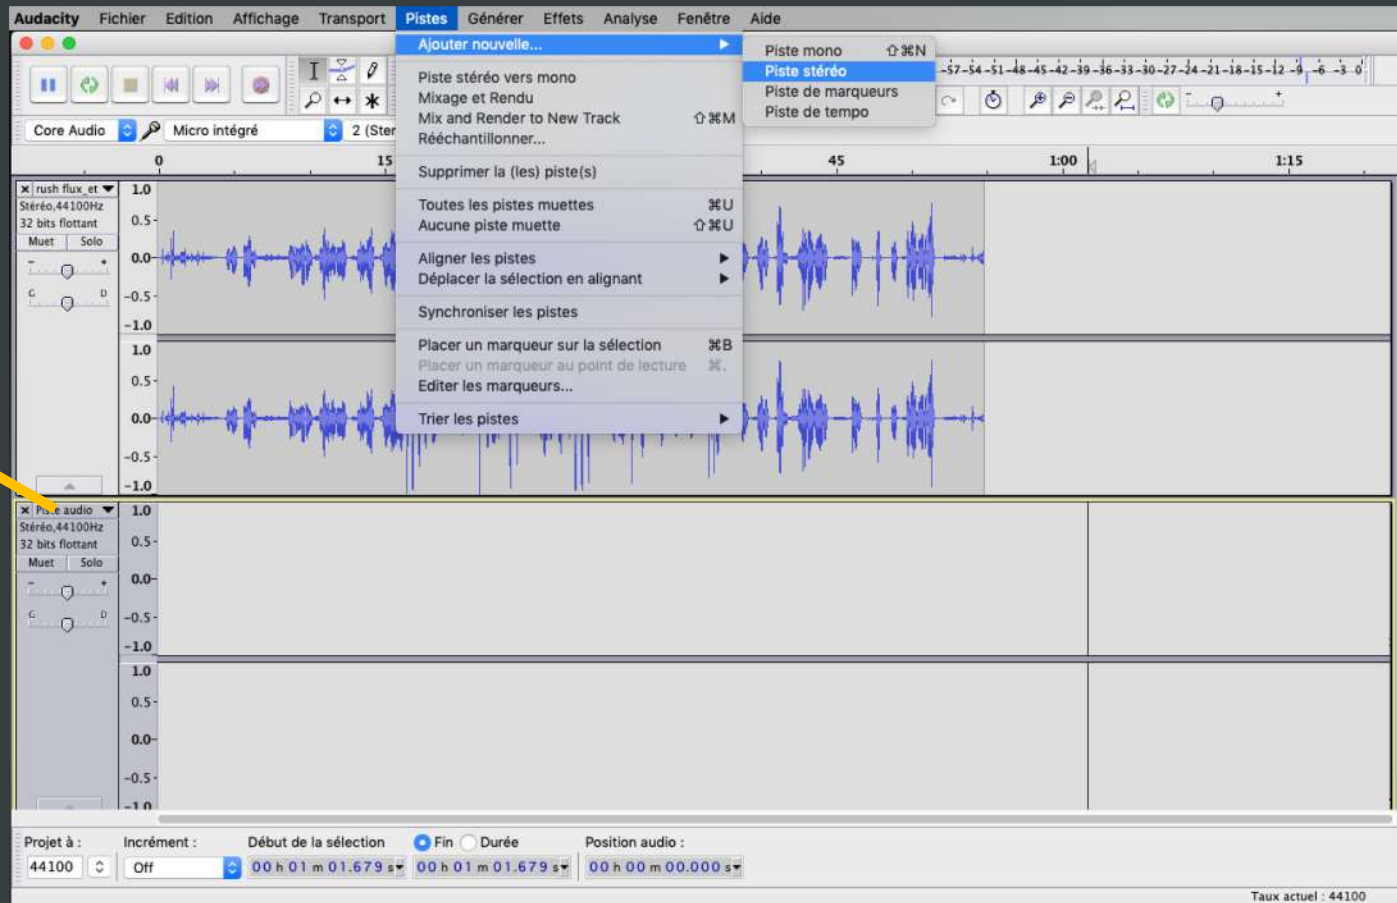 Audacity Fichier Edition Affichage Transport Pistes Générer Effets Analyse Fenêtre Aide
Ajouter nouvelle...
Piste stéréo vers mono
Mixage et Rendu
Mix and Render to New Track ⇧⌘M
Rééchantillonner...
Supprimer la (les) piste(s)
Toutes les pistes muettes ⌘U
Aucune piste muette ⇧⌘U
Aligner les pistes
Déplacer la sélection en alignant
Synchroniser les pistes
Placer un marqueur sur la sélection ⌘B
Placer un marqueur au point de lecture ⌘.
Editer les marqueurs...
Trier les pistes
Piste mono ⇧⌘N
Piste stéréo
Piste de marqueurs
Piste de tempo
-57 -54 -51 -48 -45 -42 -39 -36 -33 -30 -27 -24 -21 -18 -15 -12 -9 -6 -3 0
Core Audio Micro intégré 2 (Ster
0 15 45 1:00 1:15
rush flux_et
Stéréo,44100Hz
32 bits flottant
Muet Solo
- +
G D
1.0
0.5
0.0
-0.5
-1.0
1.0
0.5
0.0
-0.5
-1.0
Piste audio
Stéréo,44100Hz
32 bits flottant
Muet Solo
- +
G D
1.0
0.5
0.0
-0.5
-1.0
1.0
0.5
0.0
-0.5
-1.0
Projet à : Incrément : Début de la sélection Fin Durée Position audio :
44100 Off 00 h 01 m 01.679 s 00 h 01 m 01.679 s 00 h 00 m 00.000 s
Taux actuel : 44100